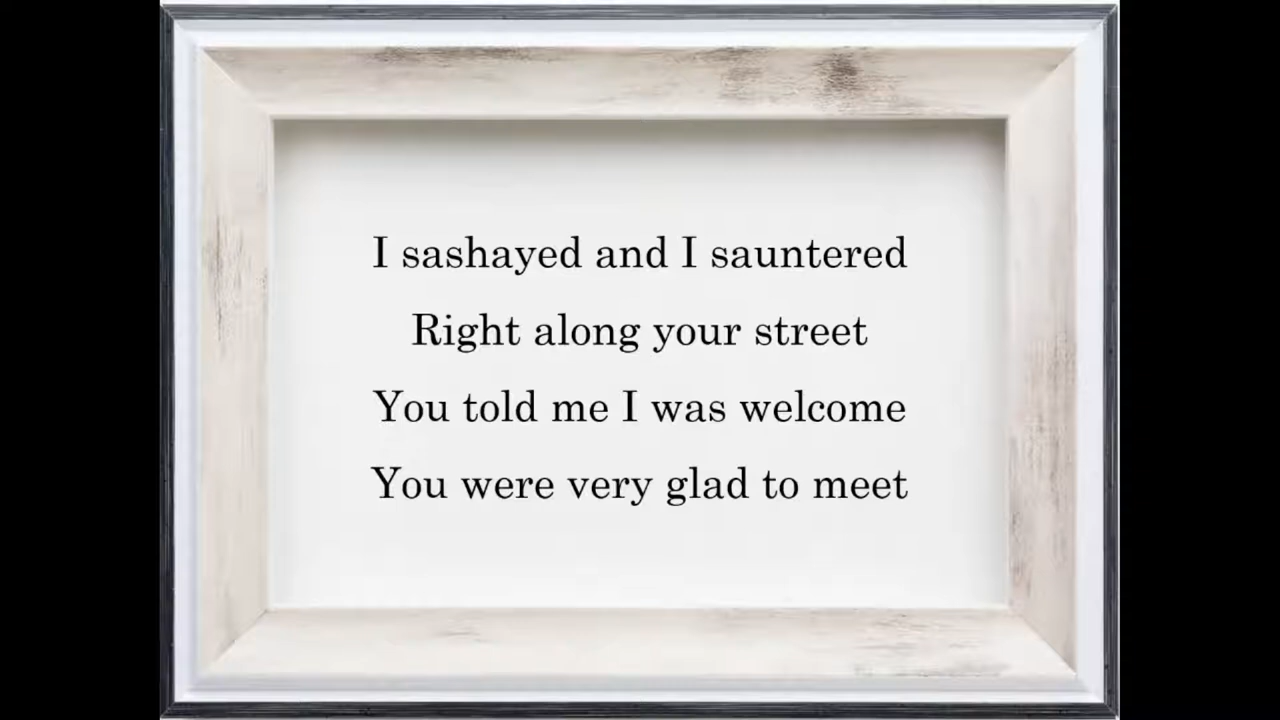 I sashayed and I sauntered
Right along your street
You told me I was welcome
You were very glad to meet